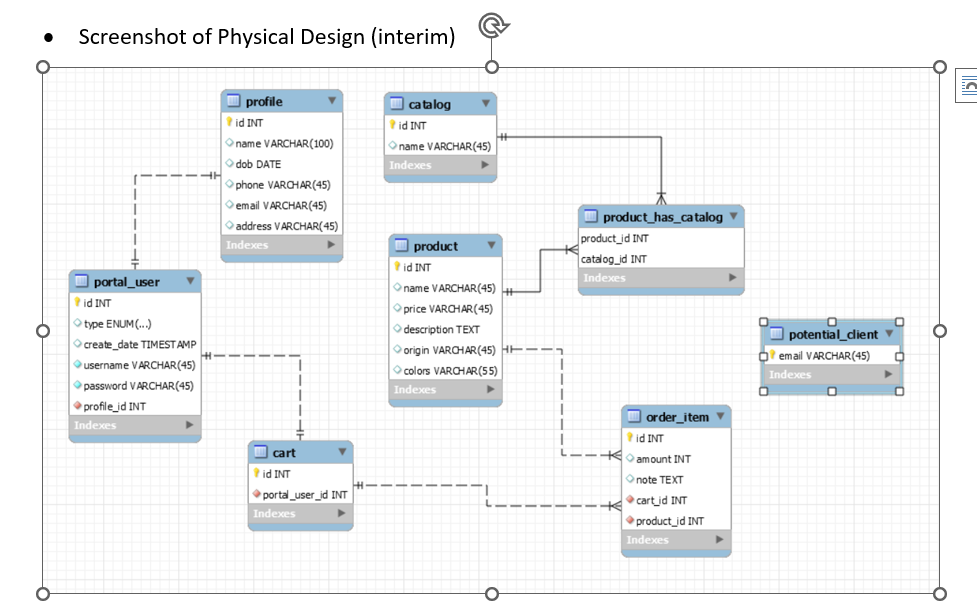 • Screenshot of Physical Design (interim)
profile
id INT
name VARCHAR(100)
dob DATE
phone VARCHAR(45)
email VARCHAR(45)
address VARCHAR(45)
Indexes
catalog
id INT
name VARCHAR(45)
Indexes
product_has_catalog
product_id INT
catalog_id INT
Indexes
product
id INT
name VARCHAR(45)
price VARCHAR(45)
description TEXT
origin VARCHAR(45)
colors VARCHAR(55)
Indexes
portal_user
id INT
type ENUM(...)
create_date TIMESTAMP
username VARCHAR(45)
password VARCHAR(45)
profile_id INT
Indexes
potential_client
email VARCHAR(45)
Indexes
order_item
id INT
amount INT
note TEXT
cart_id INT
product_id INT
Indexes
cart
id INT
portal_user_id INT
Indexes